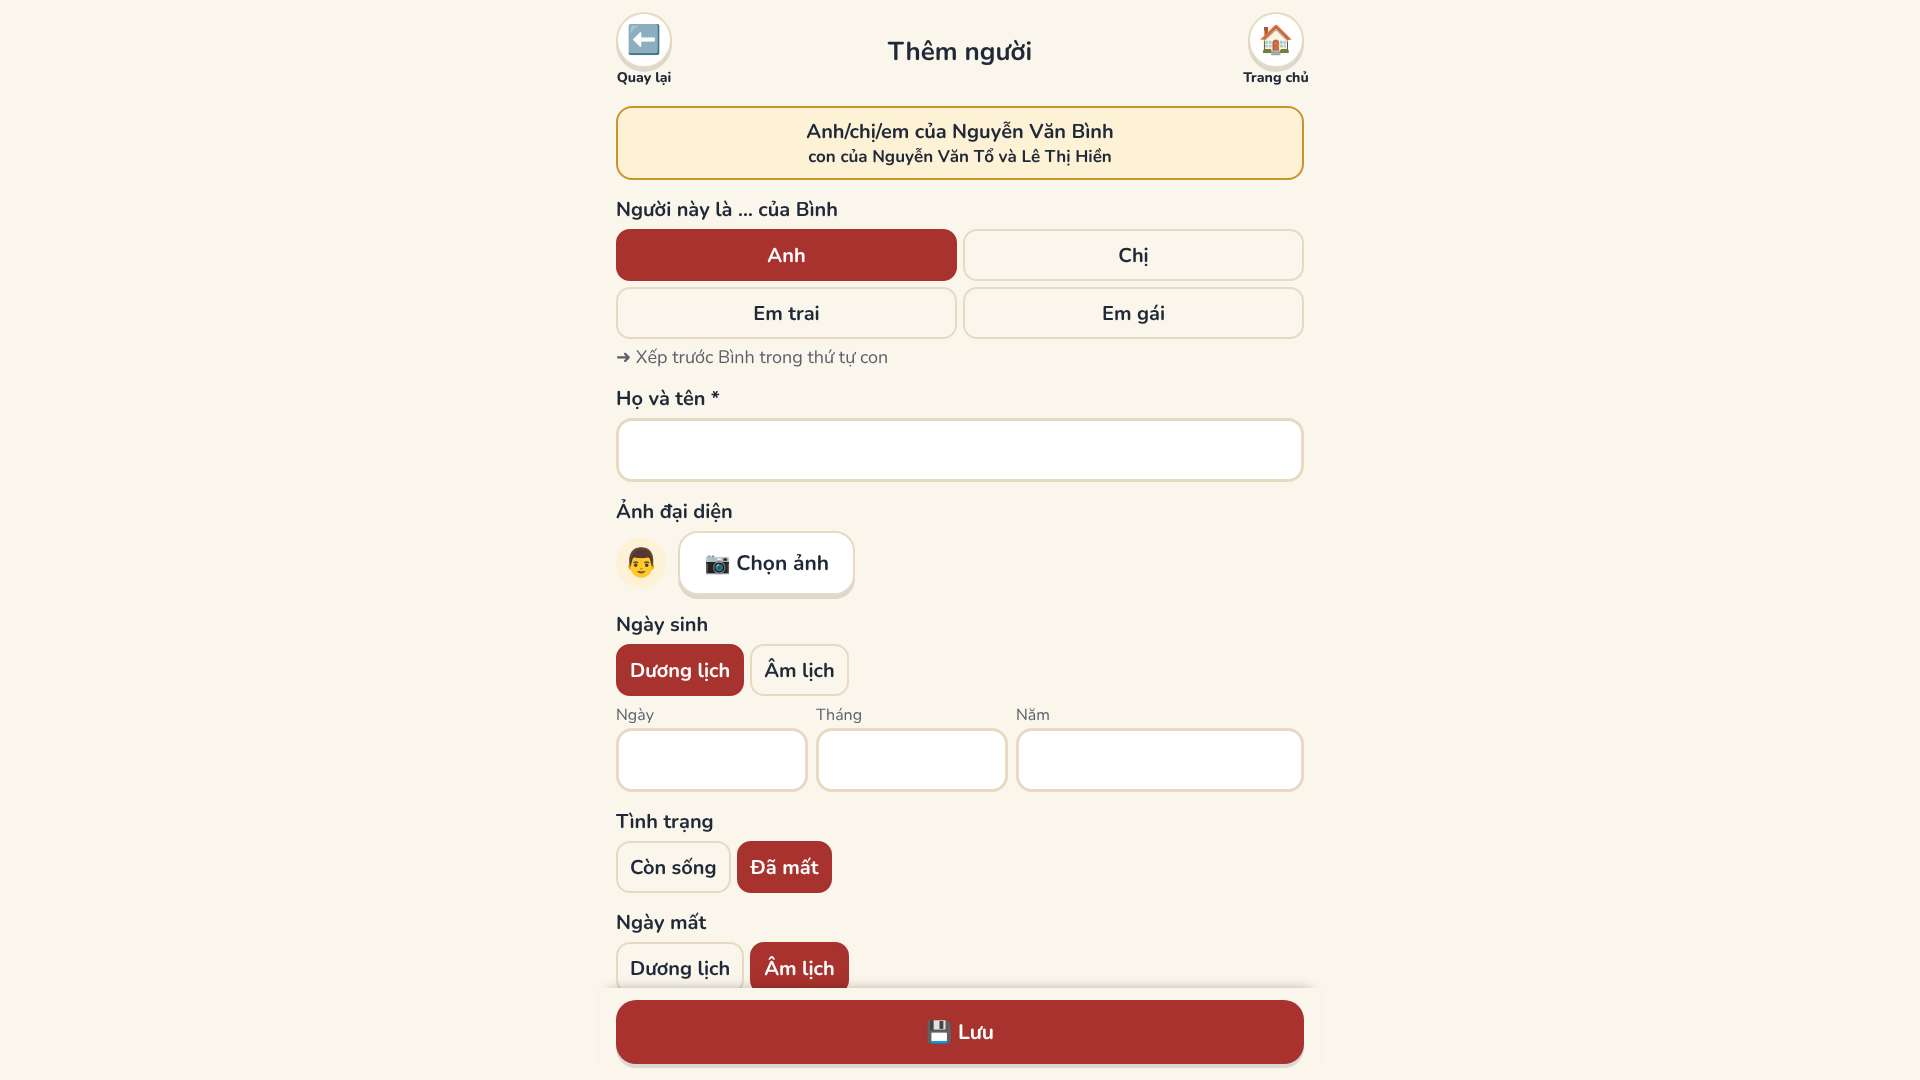 Quay lại
Thêm người
Trang chủ
Anh/chị/em của Nguyễn Văn Bình
con của Nguyễn Văn Tổ và Lê Thị Hiền
Người này là ... của Bình
Anh
Chị
Em trai
Em gái
➜ Xếp trước Bình trong thứ tự con
Họ và tên *
Ảnh đại diện
Chọn ảnh
Ngày sinh
Dương lịch
Âm lịch
Ngày
Tháng
Năm
Tình trạng
Còn sống
Đã mất
Ngày mất
Dương lịch
Âm lịch
Lưu